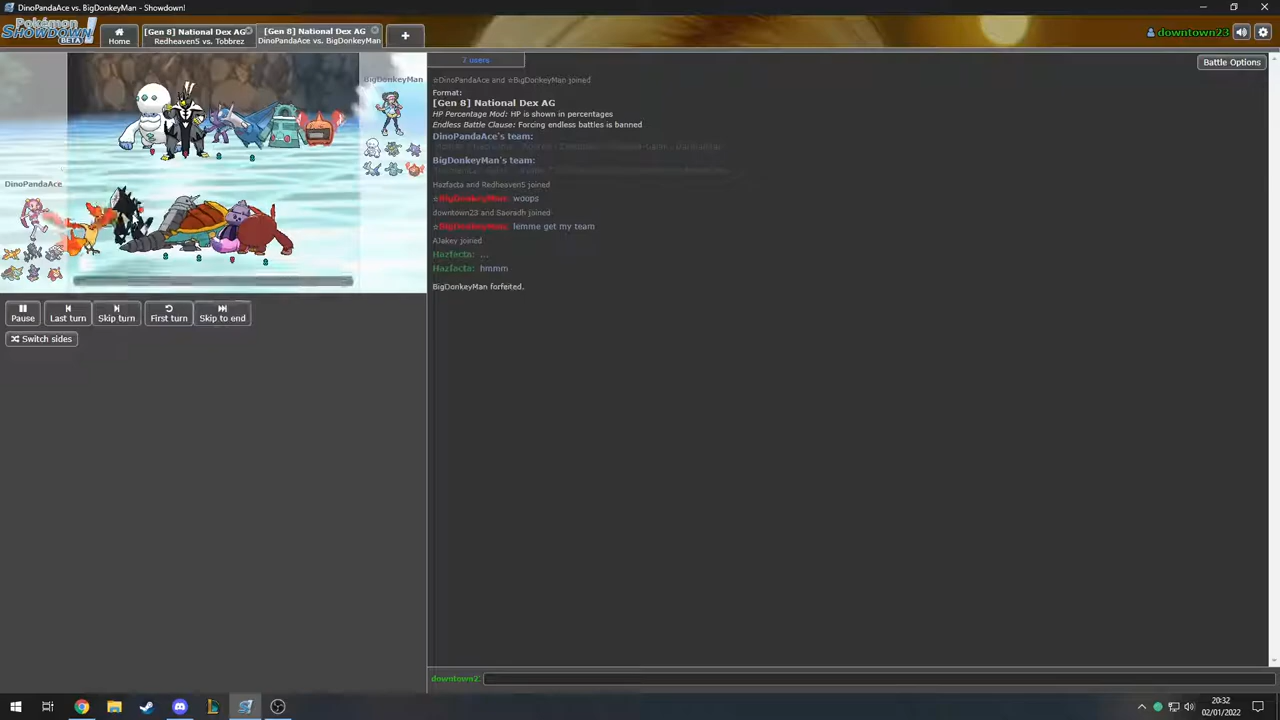 DinoPandaAce vs. BigDonkeyMan - Showdown!
Pokémon
SHOWDOWN!
BETA
Home
[Gen 8] National Dex AG
Redheaven5 vs. Tobbrez
[Gen 8] National Dex AG
DinoPandaAce vs. BigDonkeyMan
downtown23
7 users
Battle Options
BigDonkeyMan
DinoPandaAce
☆DinoPandaAce and ☆BigDonkeyMan joined
Format:
[Gen 8] National Dex AG
HP Percentage Mod: HP is shown in percentages
Endless Battle Clause: Forcing endless battles is banned
DinoPandaAce's team:
BigDonkeyMan's team:
Hazfacta and Redheaven5 joined
☆BigDonkeyMan: woops
downtown23 and Saoradh joined
☆BigDonkeyMan: lemme get my team
AJakey joined
Hazfacta: ...
Hazfacta: hmmm
BigDonkeyMan forfeited.
Pause
Last turn
Skip turn
First turn
Skip to end
Switch sides
downtown23:
20:32
02/01/2022